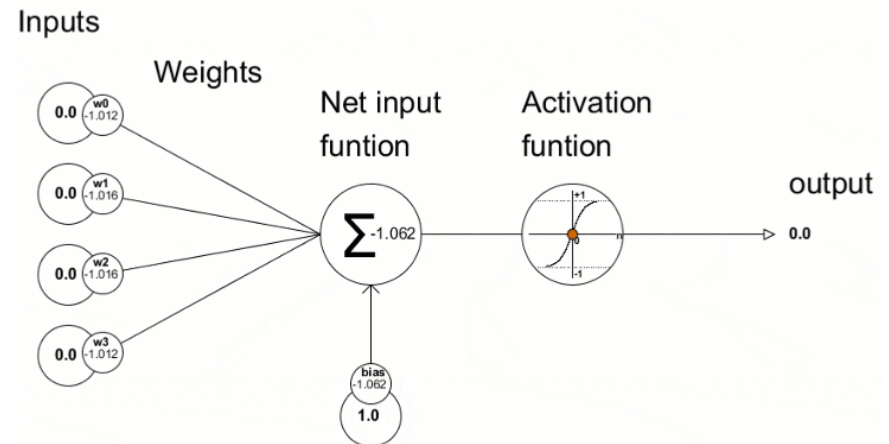 Inputs
Weights
Net input
funtion
Activation
funtion
output
0.0
w0
-1.012
0.0
w1
-1.016
0.0
w2
-1.016
0.0
w3
-1.012
Σ-1.062
+1
0
n
-1
0.0
bias
-1.062
1.0